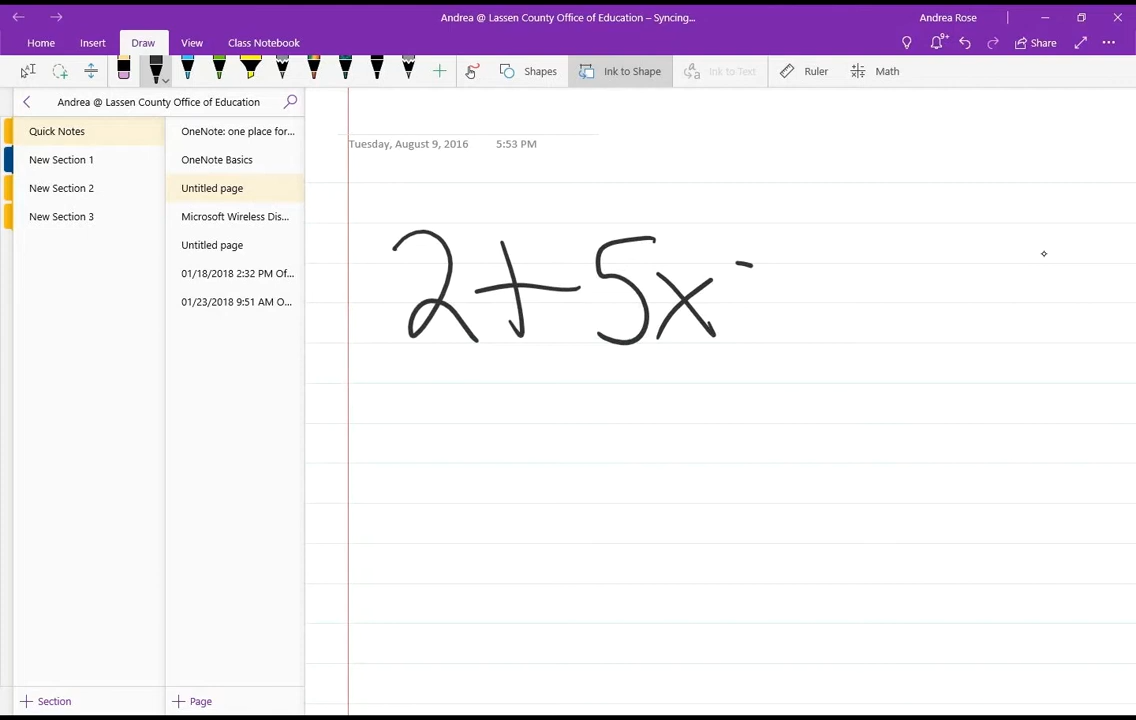 Andrea @ Lassen County Office of Education – Syncing...
Andrea Rose
Home Insert Draw View Class Notebook
9+
Share
Shapes
Ink to Shape
Ink to Text
Ruler
Math
Andrea @ Lassen County Office of Education
Quick Notes
New Section 1
New Section 2
New Section 3
OneNote: one place for...
OneNote Basics
Untitled page
Microsoft Wireless Dis...
Untitled page
01/18/2018 2:32 PM Of...
01/23/2018 9:51 AM O...
Tuesday, August 9, 2016 5:53 PM
2+5x -
+ Section
+ Page